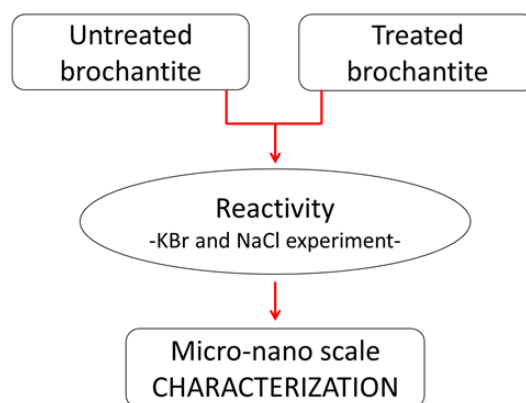 Untreated
brochantite
Treated
brochantite
Reactivity
-KBr and NaCl experiment-
Micro-nano scale
CHARACTERIZATION